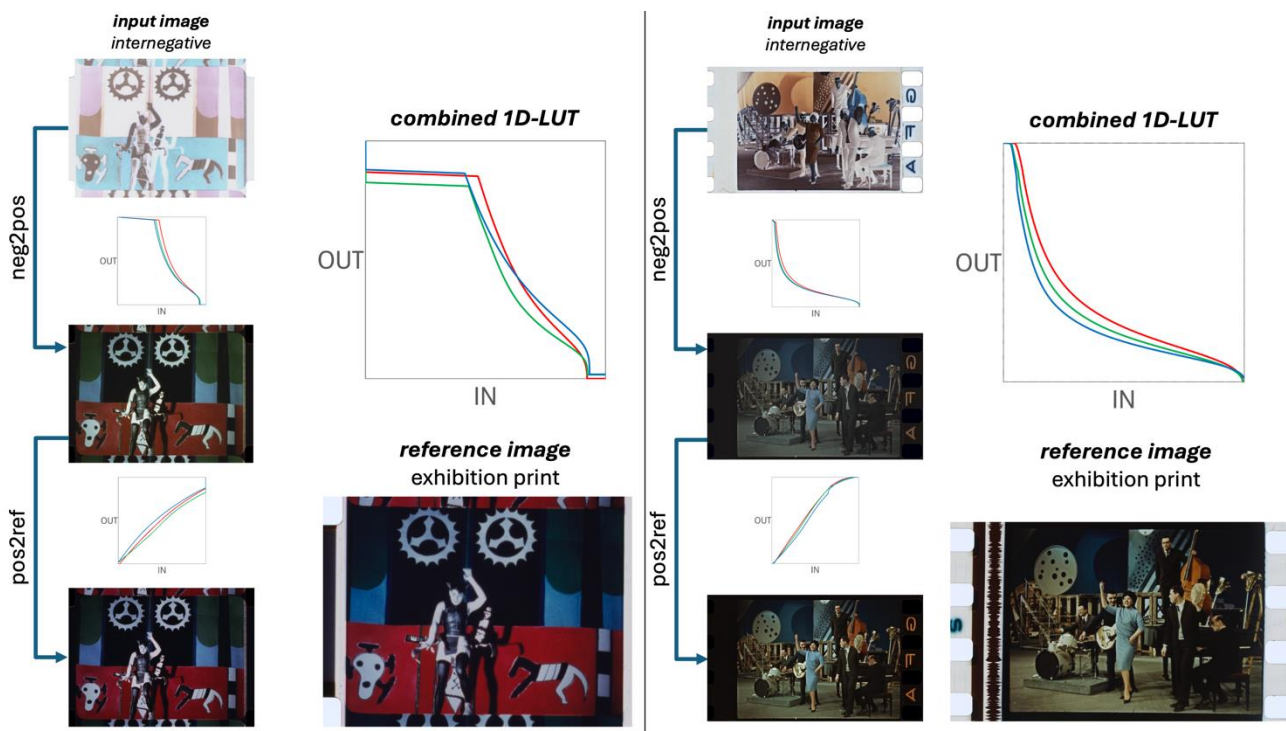 input image
internegative
combined 1D-LUT
OUT
IN
neg2pos
OUT
IN
pos2ref
OUT
IN
reference image
exhibition print
input image
internegative
combined 1D-LUT
OUT
IN
neg2pos
OUT
IN
pos2ref
OUT
IN
reference image
exhibition print